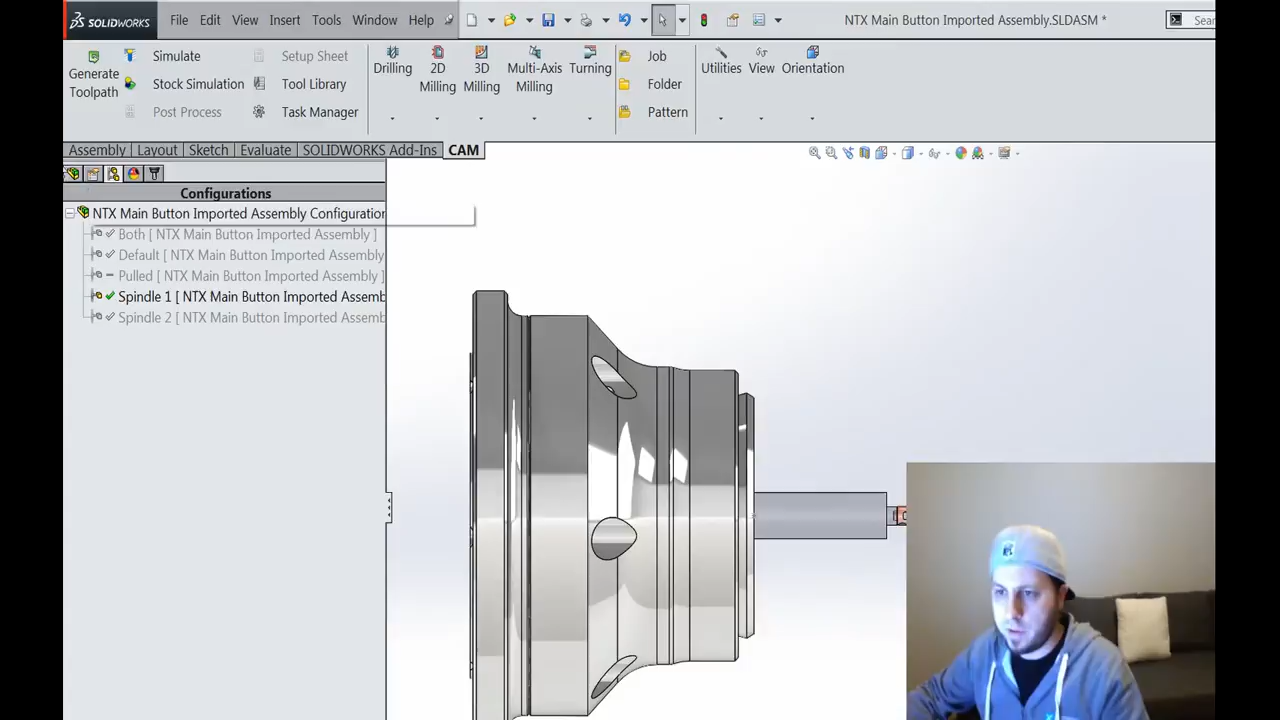 SOLIDWORKS File Edit View Insert Tools Window Help NTX Main Button Imported Assembly.SLDASM * Sear
Generate Toolpath
Simulate
Stock Simulation
Post Process
Setup Sheet
Tool Library
Task Manager
Drilling
2D Milling
3D Milling
Multi-Axis Milling
Turning
Job
Folder
Pattern
Utilities
View
Orientation
Assembly Layout Sketch Evaluate SOLIDWORKS Add-Ins CAM
Configurations
NTX Main Button Imported Assembly Configuration
Both [ NTX Main Button Imported Assembly ]
Default [ NTX Main Button Imported Assembly
Pulled [ NTX Main Button Imported Assembly ]
Spindle 1 [ NTX Main Button Imported Assemb
Spindle 2 [ NTX Main Button Imported Assemb